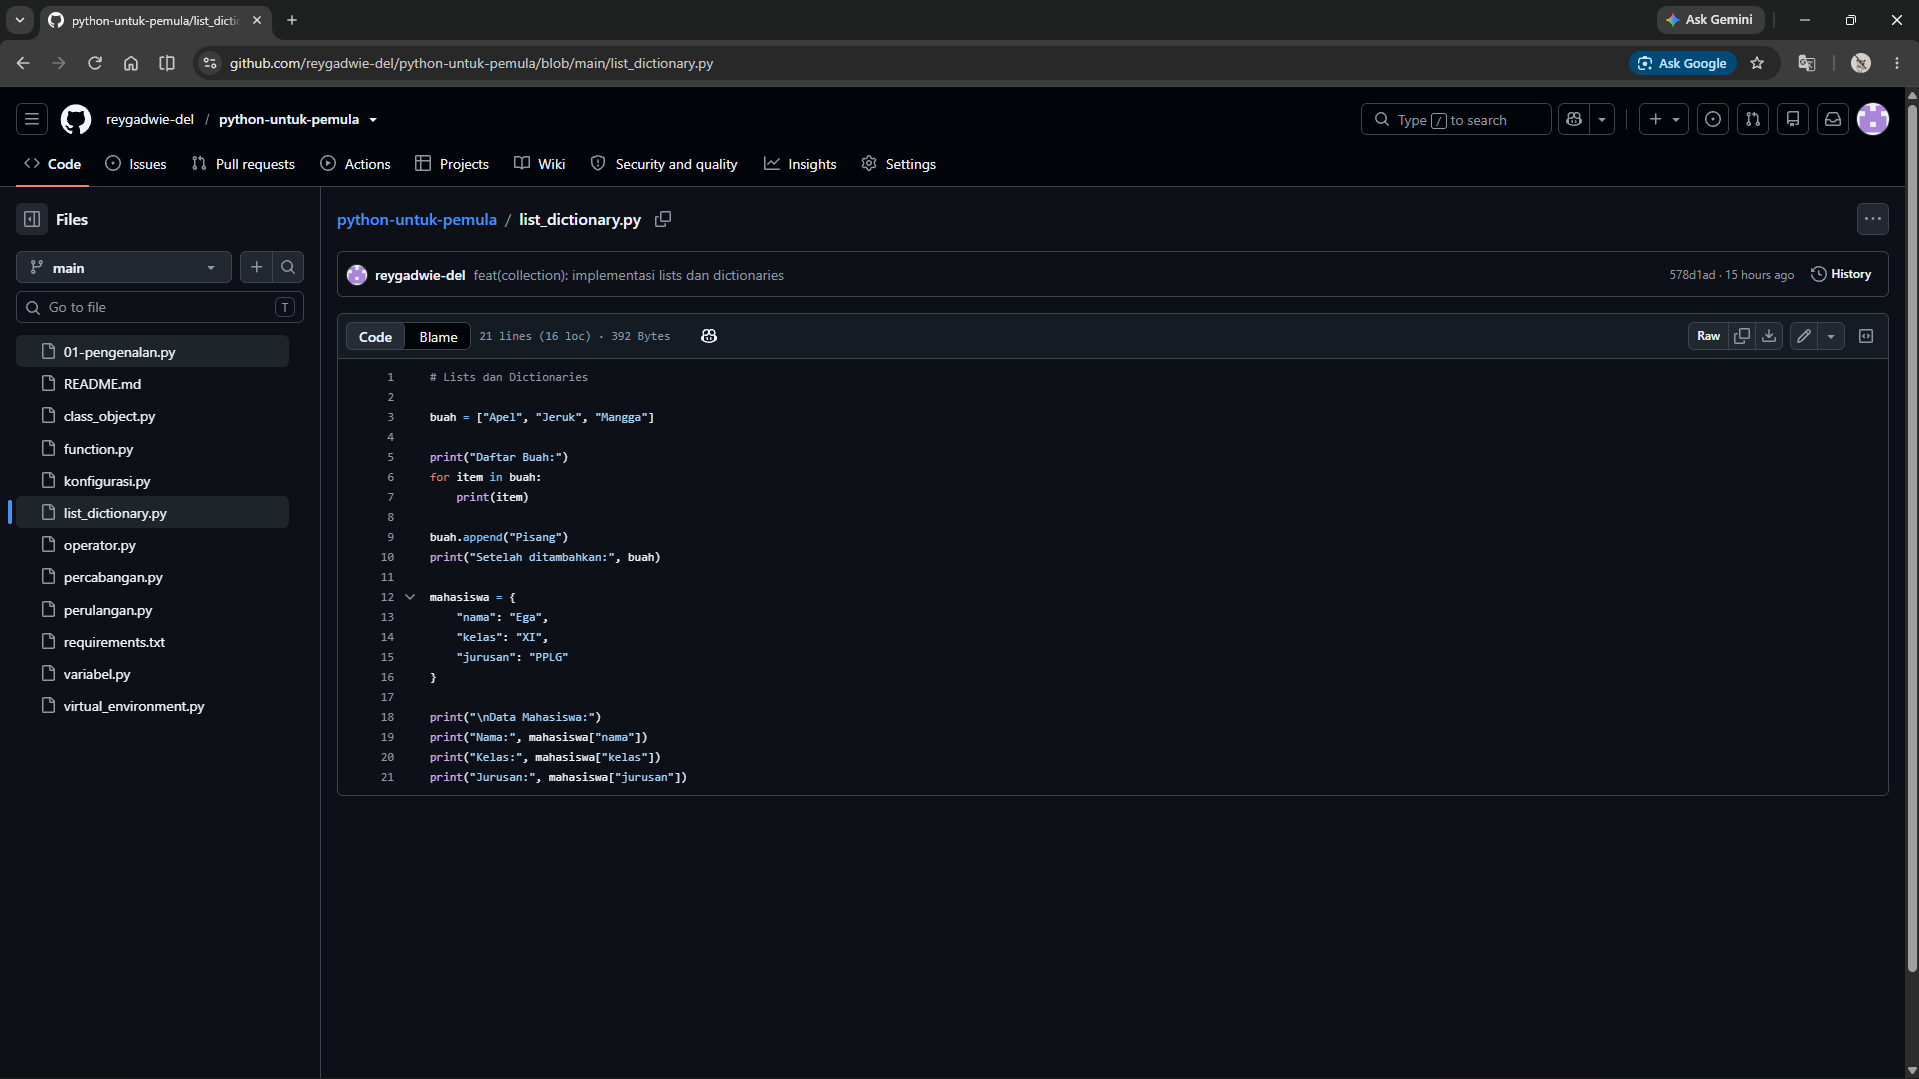 python-untuk-pemula/list_dictic
Ask Gemini
github.com/reygadwie-del/python-untuk-pemula/blob/main/list_dictionary.py
Ask Google
reygadwie-del / python-untuk-pemula
Type / to search
Code
Issues
Pull requests
Actions
Projects
Wiki
Security and quality
Insights
Settings
Files
main
Go to file
T
01-pengenalan.py
README.md
class_object.py
function.py
konfigurasi.py
list_dictionary.py
operator.py
percabangan.py
perulangan.py
requirements.txt
variabel.py
virtual_environment.py
python-untuk-pemula / list_dictionary.py
reygadwie-del feat(collection): implementasi lists dan dictionaries
578d1ad · 15 hours ago
History
Code
Blame
21 lines (16 loc) · 392 Bytes
Raw
1 # Lists dan Dictionaries
2
3 buah = ["Apel", "Jeruk", "Mangga"]
4
5 print("Daftar Buah:")
6 for item in buah:
7     print(item)
8
9 buah.append("Pisang")
10 print("Setelah ditambahkan:", buah)
11
12 mahasiswa = {
13     "nama": "Ega",
14     "kelas": "XI",
15     "jurusan": "PPLG"
16 }
17
18 print("\nData Mahasiswa:")
19 print("Nama:", mahasiswa["nama"])
20 print("Kelas:", mahasiswa["kelas"])
21 print("Jurusan:", mahasiswa["jurusan"])